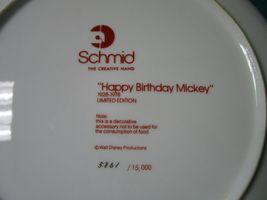 Schmid
THE CREATIVE HAND
"Happy Birthday Mickey"
1928-1978
LIMITED EDITION
Note:
this is a decorative
accessory not to be used for
the consumption of food.
©Walt Disney Productions
5861 / 15,000